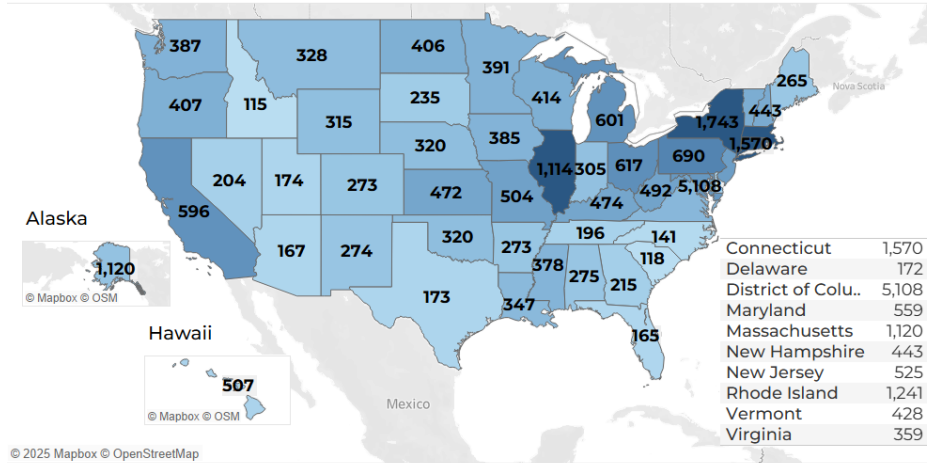 387
328
406
391
414
601
265
Nova Scotia
443
1,743
1,570
407
115
315
235
320
385
1,114
305
617
690
492
5,108
204
174
273
472
504
474
596
167
274
320
273
196
141
118
173
347
378
275
215
165
Alaska
1,120
© Mapbox © OSM
Hawaii
507
© Mapbox © OSM
Mexico
Connecticut 1,570
Delaware 172
District of Colu.. 5,108
Maryland 559
Massachusetts 1,120
New Hampshire 443
New Jersey 525
Rhode Island 1,241
Vermont 428
Virginia 359
© 2025 Mapbox © OpenStreetMap